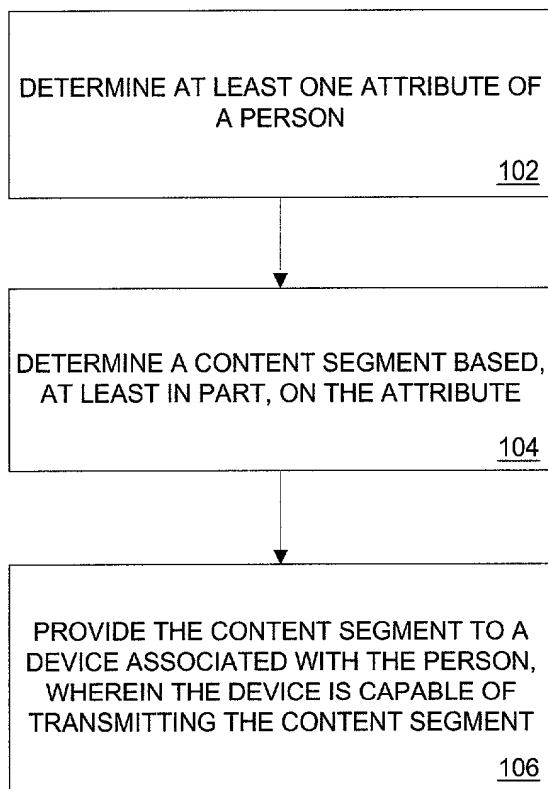 DETERMINE AT LEAST ONE ATTRIBUTE OF
A PERSON
102
DETERMINE A CONTENT SEGMENT BASED,
AT LEAST IN PART, ON THE ATTRIBUTE
104
PROVIDE THE CONTENT SEGMENT TO A
DEVICE ASSOCIATED WITH THE PERSON,
WHEREIN THE DEVICE IS CAPABLE OF
TRANSMITTING THE CONTENT SEGMENT
106